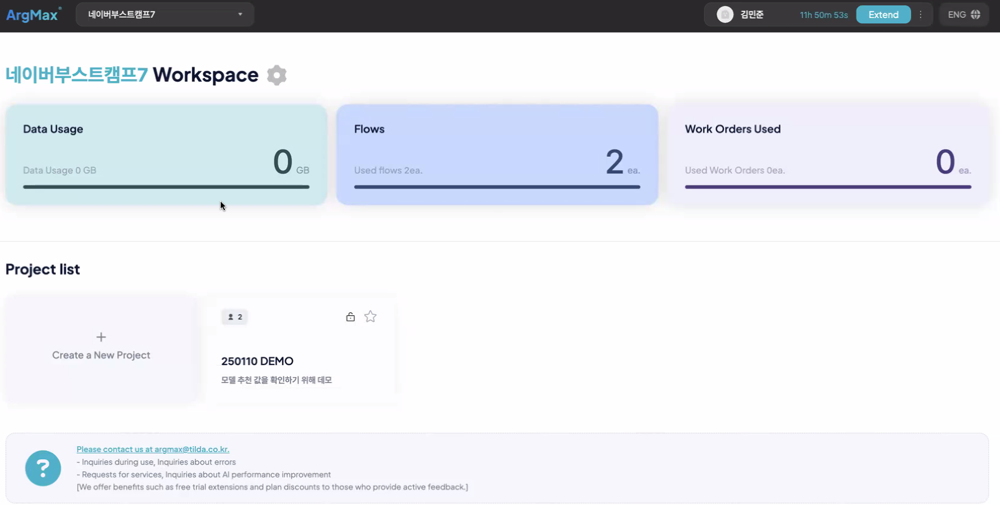 ArgMax
네이버부스트캠프7
김민준
11h 50m 53s
Extend
ENG
네이버부스트캠프7 Workspace
Data Usage
Data Usage 0 GB
0 GB
Flows
Used flows 2ea.
2 ea.
Work Orders Used
Used Work Orders 0ea.
0 ea.
Project list
+
Create a New Project
2
250110 DEMO
모델 추천 값을 확인하기 위해 데모
?
Please contact us at argmax@tilda.co.kr.
- Inquiries during use, Inquiries about errors
- Requests for services, Inquiries about AI performance improvement
[We offer benefits such as free trial extensions and plan discounts to those who provide active feedback.]